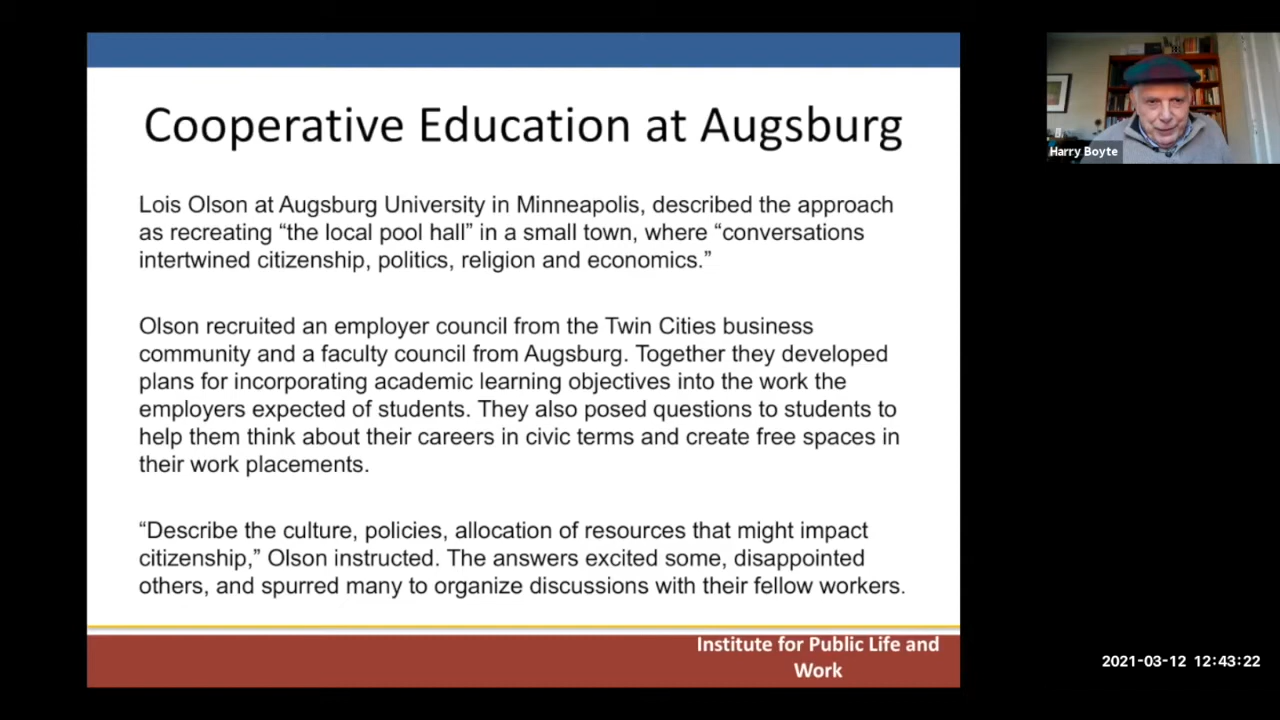 Cooperative Education at Augsburg
Lois Olson at Augsburg University in Minneapolis, described the approach
as recreating “the local pool hall” in a small town, where “conversations
intertwined citizenship, politics, religion and economics.”
Olson recruited an employer council from the Twin Cities business
community and a faculty council from Augsburg. Together they developed
plans for incorporating academic learning objectives into the work the
employers expected of students. They also posed questions to students to
help them think about their careers in civic terms and create free spaces in
their work placements.
“Describe the culture, policies, allocation of resources that might impact
citizenship,” Olson instructed. The answers excited some, disappointed
others, and spurred many to organize discussions with their fellow workers.
Institute for Public Life and
Work
Harry Boyte
2021-03-12 12:43:22